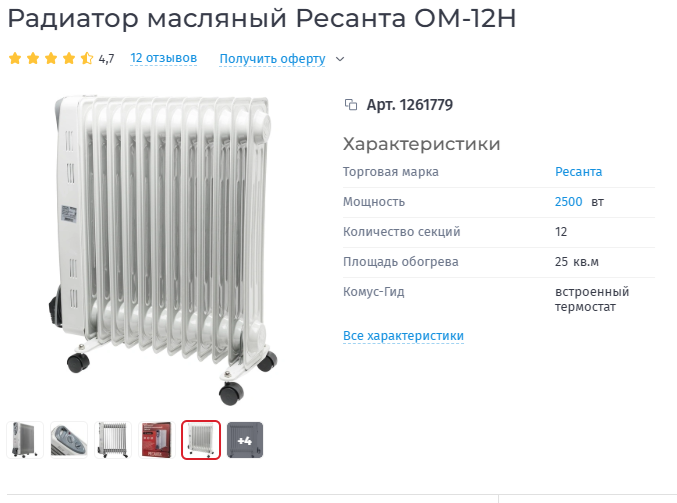 Радиатор масляный Ресанта ОМ-12Н
4,7 12 отзывов Получить оферту
Арт. 1261779
Характеристики
Торговая марка Ресанта
Мощность 2500 вт
Количество секций 12
Площадь обогрева 25 кв.м
Комус-Гид встроенный
термостат
Все характеристики
+4